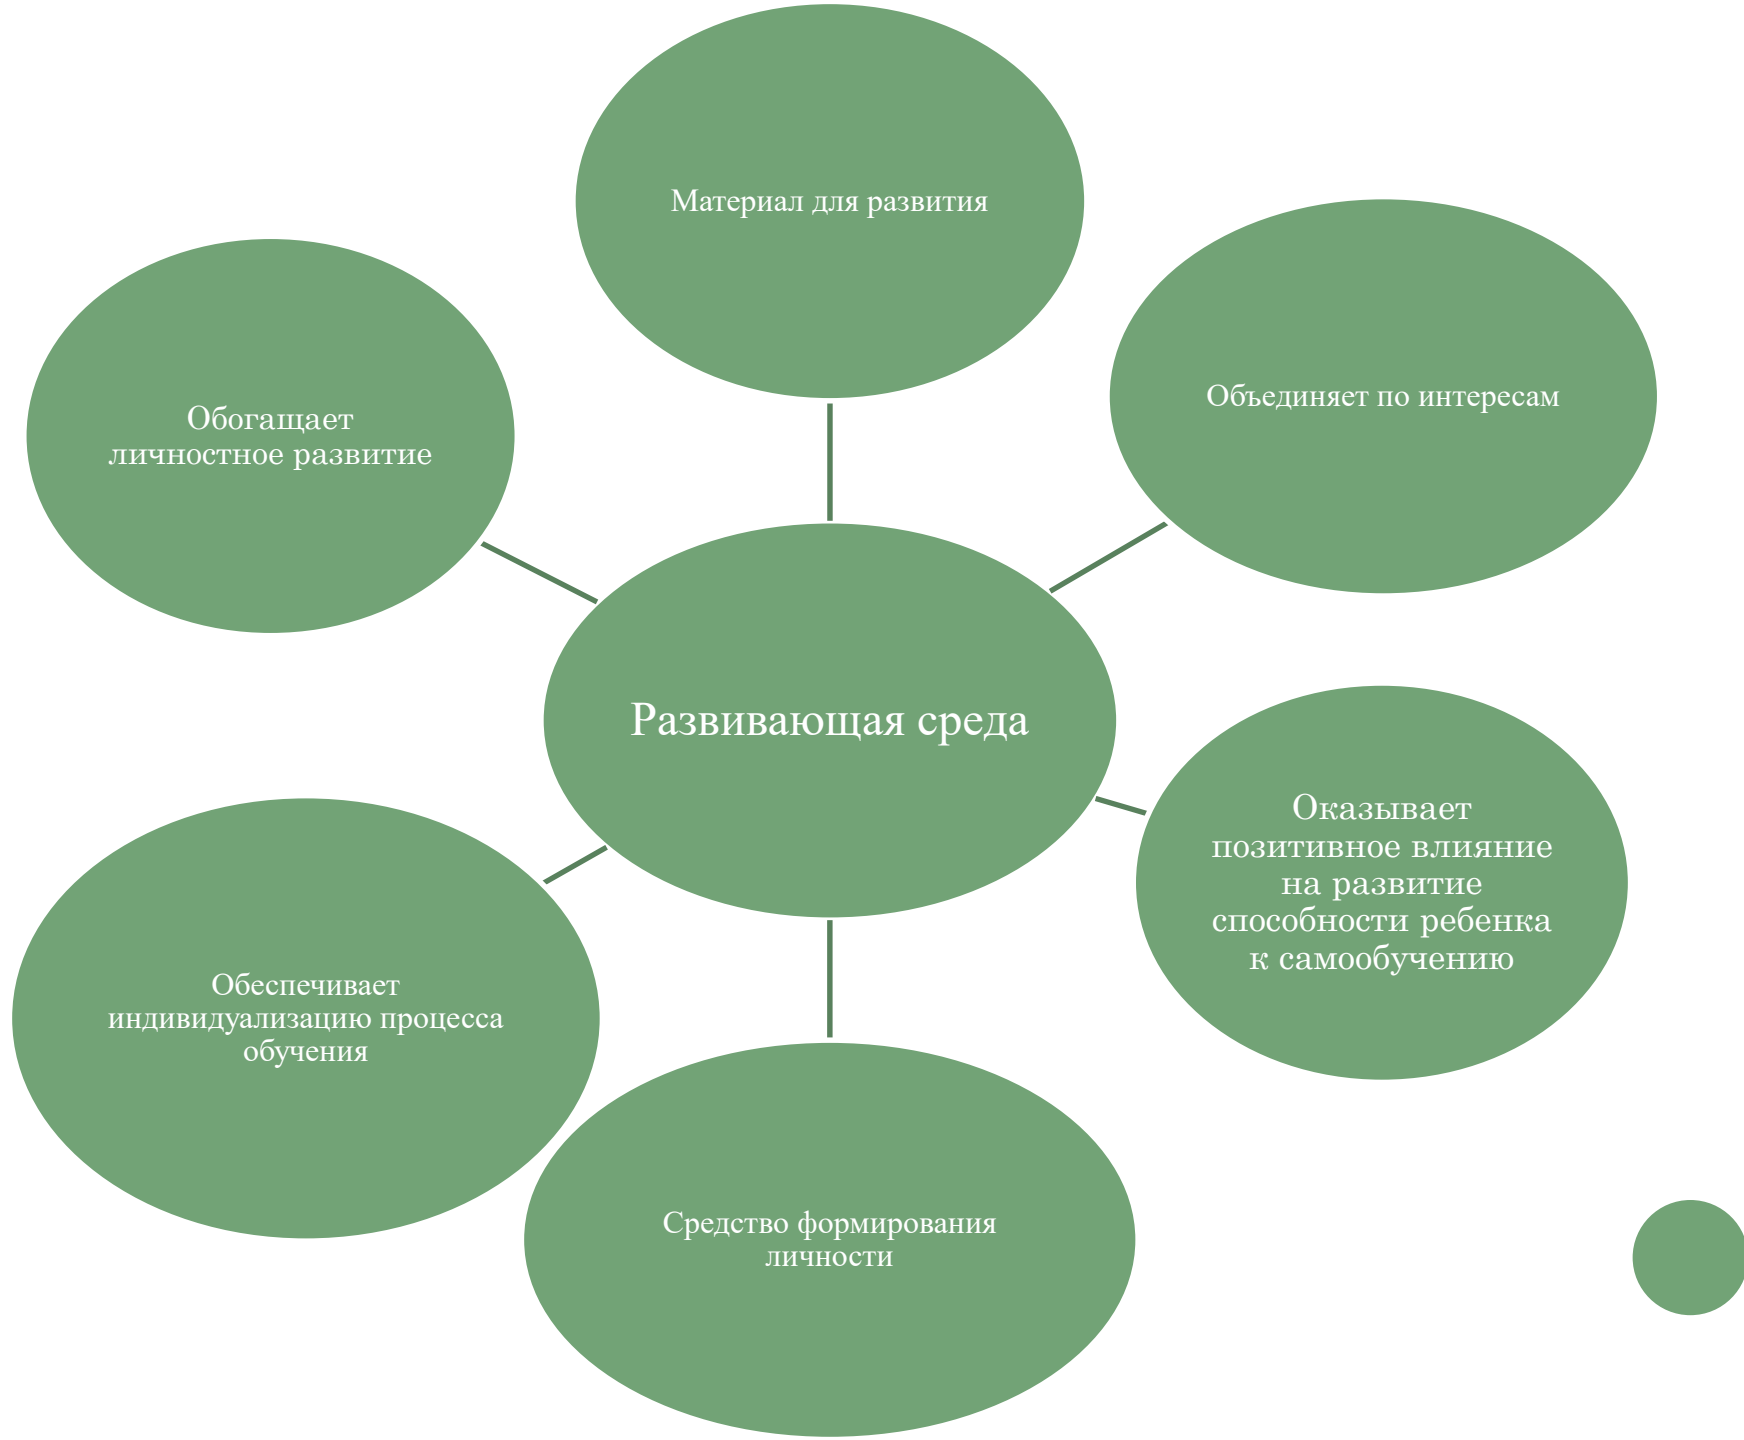 Материал для развития
Объединяет по интересам
Обогащает
личностное развитие
Развивающая среда
Оказывает
позитивное влияние
на развитие
способности ребенка
к самообучению
Обеспечивает
индивидуализацию процесса
обучения
Средство формирования
личности